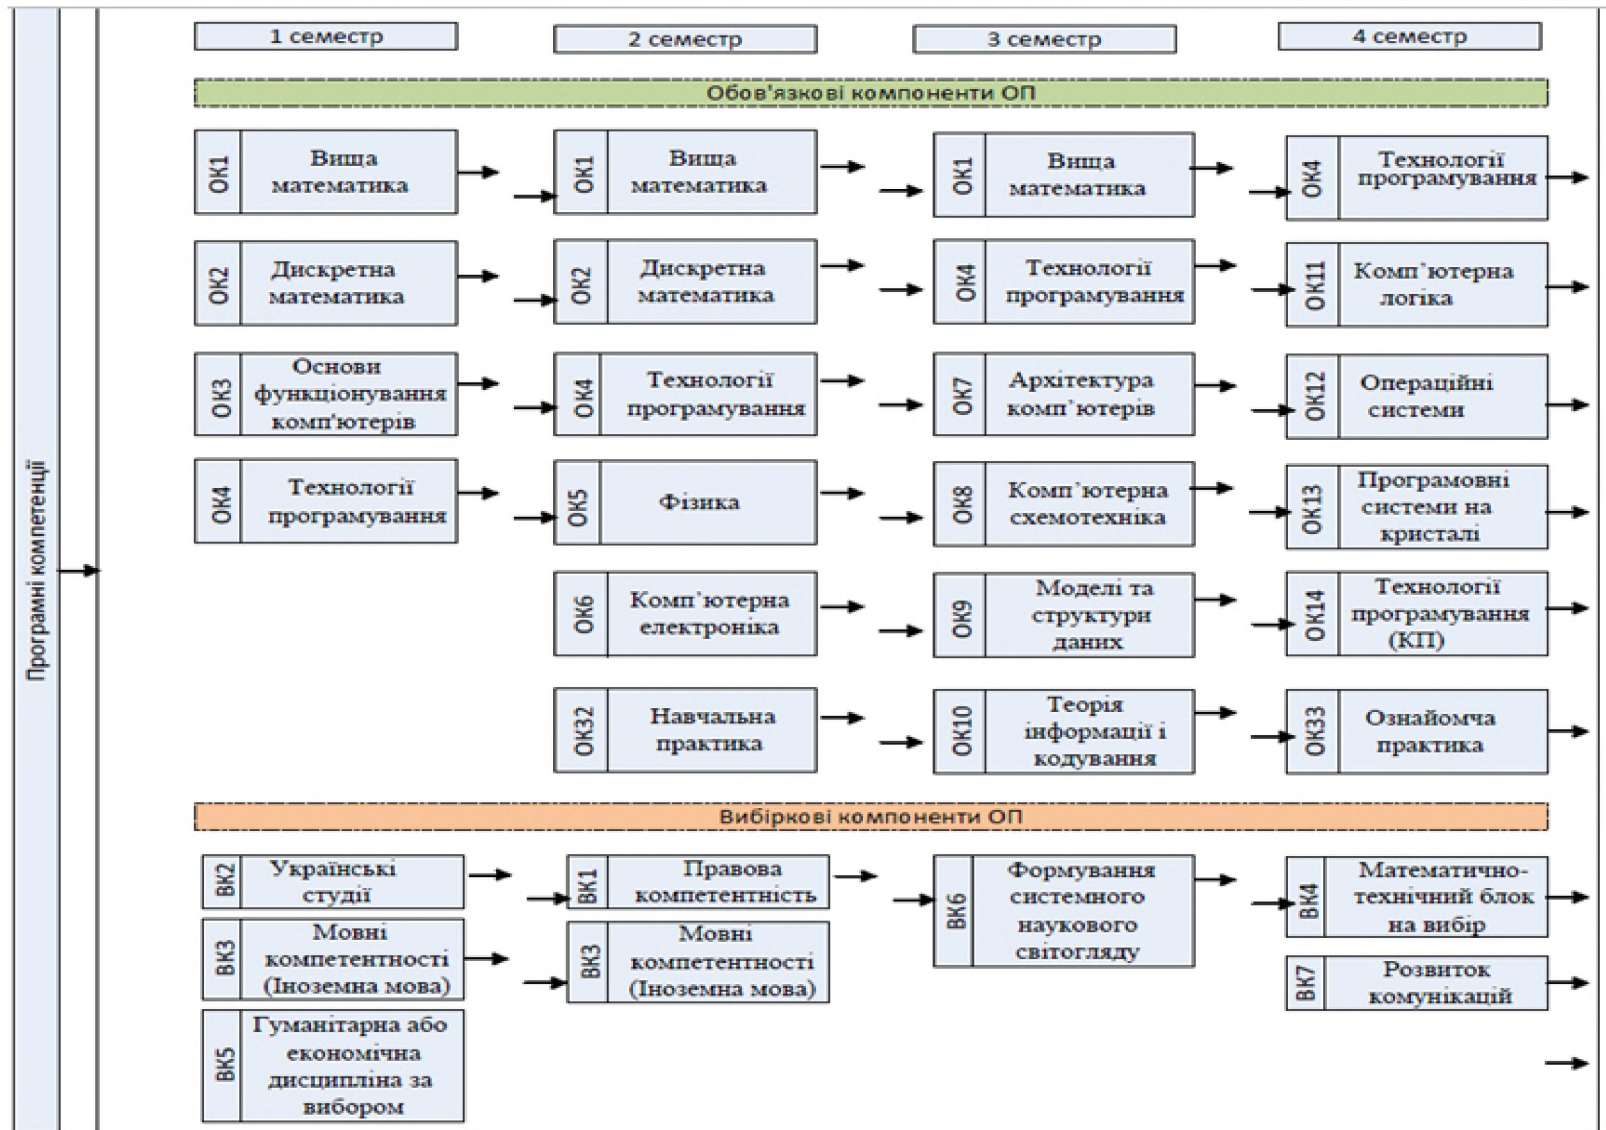 Програмні компетенції
1 семестр
2 семестр
3 семестр
4 семестр
Обов'язкові компоненти ОП
ОК1
Вища
математика
ОК1
Вища
математика
ОК1
Вища
математика
ОК4
Технології
програмування
ОК2
Дискретна
математика
ОК2
Дискретна
математика
ОК4
Технології
програмування
ОК11
Комп'ютерна
логіка
ОК3
Основи
функціонування
комп'ютерів
ОК4
Технології
програмування
ОК7
Архітектура
комп'ютерів
ОК12
Операційні
системи
ОК4
Технології
програмування
ОК5
Фізика
ОК8
Комп'ютерна
схемотехніка
ОК13
Програмовні
системи на
кристалі
ОК6
Комп'ютерна
електроніка
ОК9
Моделі та
структури
даних
ОК14
Технології
програмування
(КП)
ОК32
Навчальна
практика
ОК10
Теорія
інформації і
кодування
ОК33
Ознайомча
практика
Вибіркові компоненти ОП
ВК2
Українські
студії
ВК1
Правова
компетентність
ВК6
Формування
системного
наукового
світогляду
ВК4
Математично-
технічний блок
на вибір
ВК3
Мовні
компетентності
(Іноземна мова)
ВК3
Мовні
компетентності
(Іноземна мова)
ВК7
Розвиток
комунікацій
ВК5
Гуманітарна або
економічна
дисципліна за
вибором